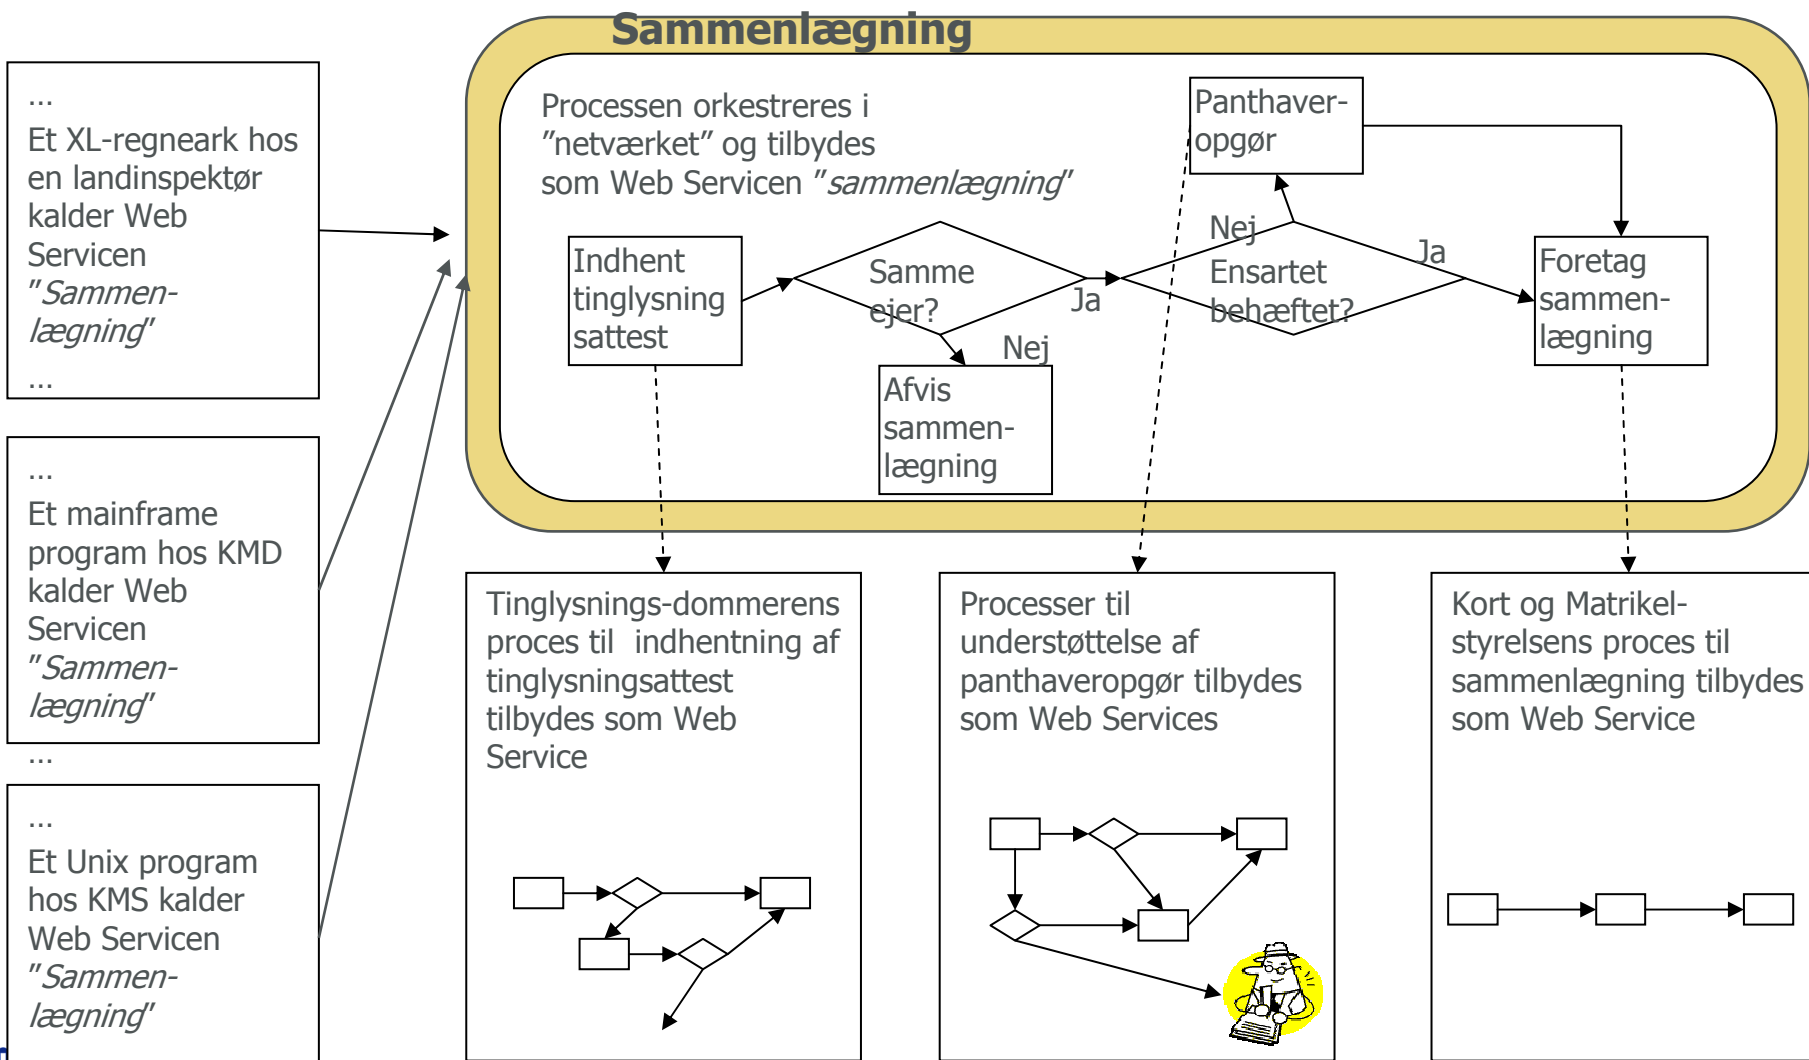 Sammenlægning
...
Et XL-regneark hos
en landinspektør
kalder Web
Servicen
"Sammen-
lægning"
...
...
Et mainframe
program hos KMD
kalder Web
Servicen
"Sammen-
lægning"
...
...
Et Unix program
hos KMS kalder
Web Servicen
"Sammen-
lægning"
Processen orkestreres i
"netværket" og tilbydes
som Web Servicen "sammenlægning"
Indhent
tinglysning
sattest
Samme
ejer?
Ja
Nej
Afvis
sammen-
lægning
Panthaver-
opgør
Nej
Ensartet
behæftet?
Ja
Foretag
sammen-
lægning
Tinglysnings-dommerens
proces til indhentning af
tinglysningsattest
tilbydes som Web
Service
Processer til
understøttelse af
panthaveropgør tilbydes
som Web Services
Kort og Matrikel-
styrelsens proces til
sammenlægning tilbydes
som Web Service